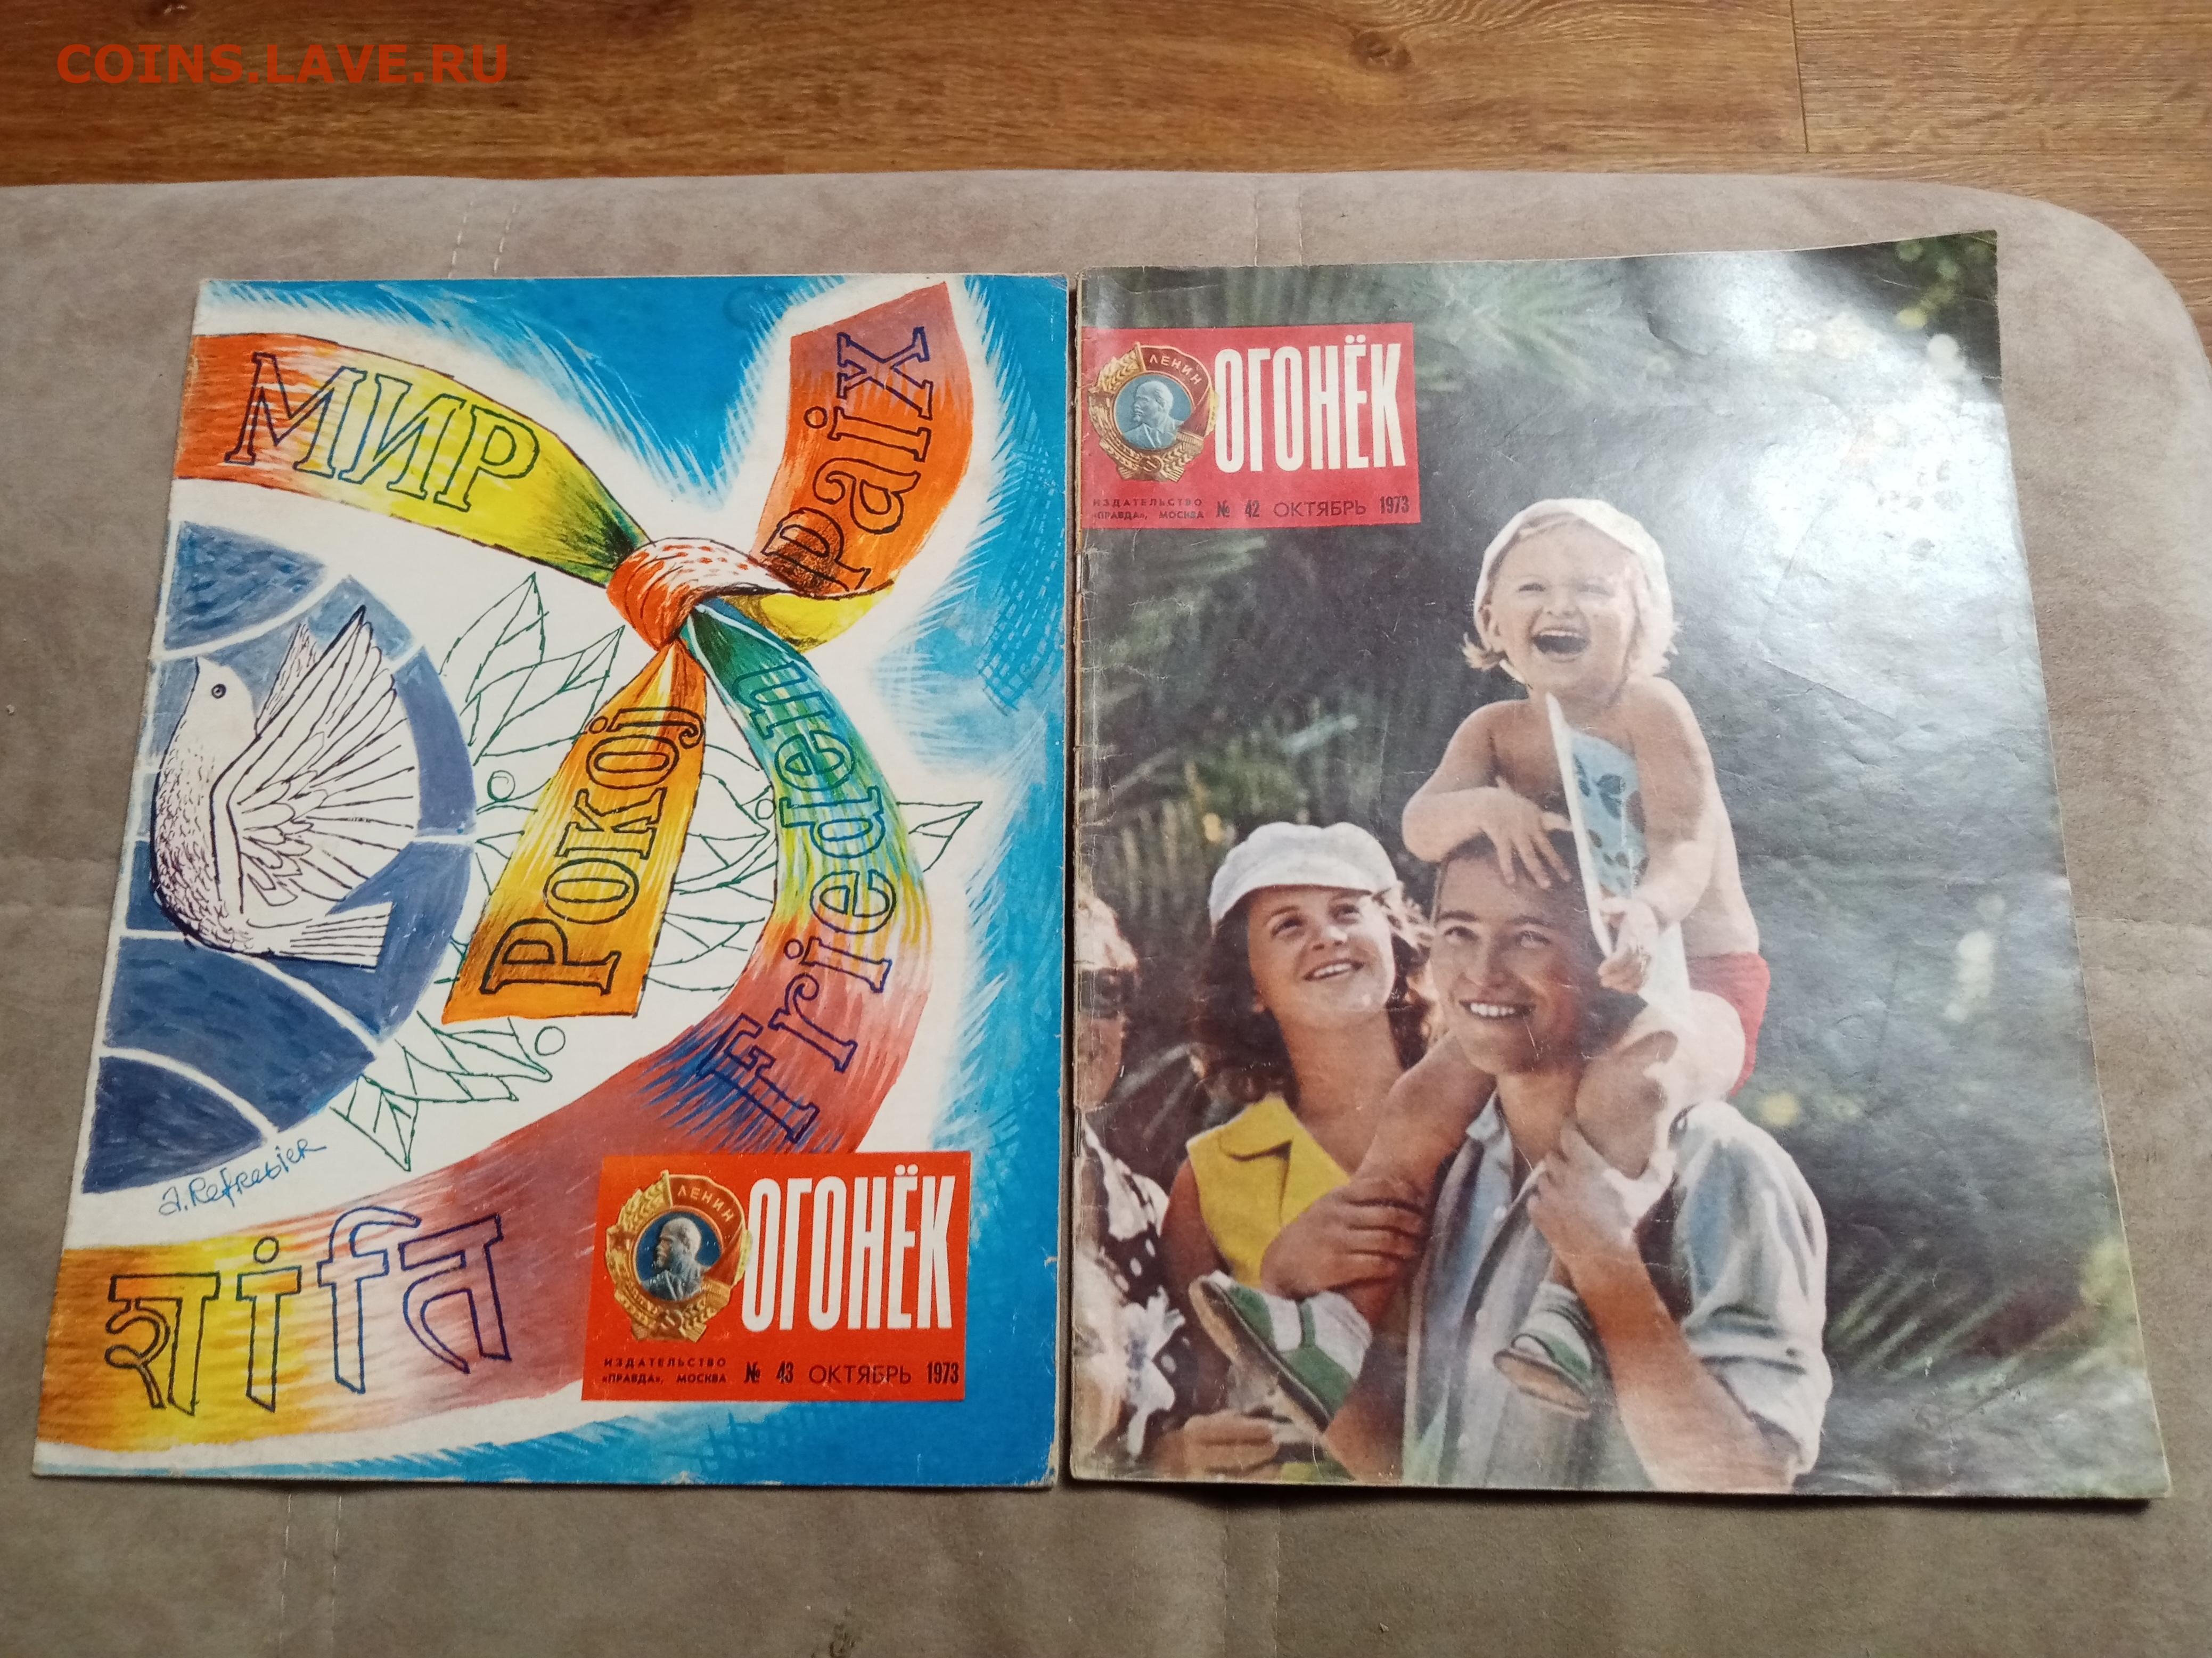 COINS.LAVE.RU
МИР
paix
Pokój
Frieden
शांति
ЛЕНИН
ОГОНЁК
ИЗДАТЕЛЬСТВО
«ПРАВДА», МОСКВА № 43 ОКТЯБРЬ 1973
ЛЕНИН
ОГОНЁК
ИЗДАТЕЛЬСТВО
«ПРАВДА», МОСКВА № 42 ОКТЯБРЬ 1973